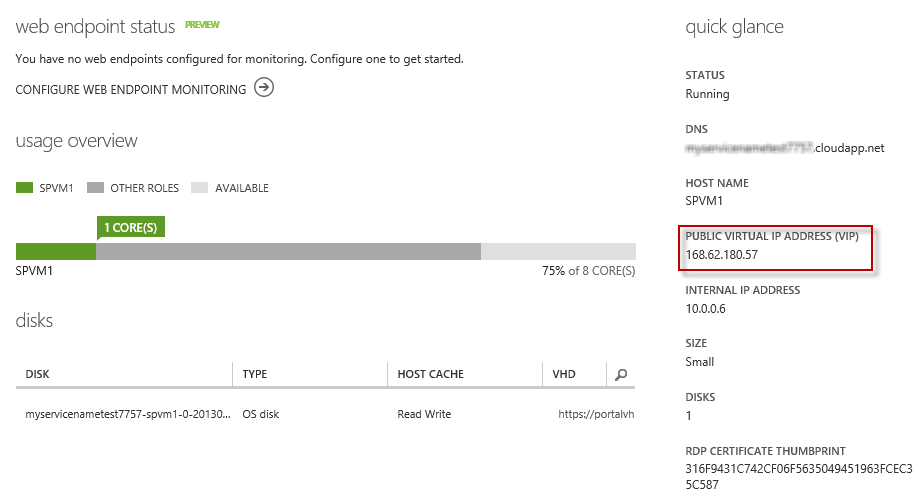 web endpoint status PREVIEW
You have no web endpoints configured for monitoring. Configure one to get started.
CONFIGURE WEB ENDPOINT MONITORING
usage overview
SPVM1 OTHER ROLES AVAILABLE
1 CORE(S)
SPVM1 75% of 8 CORE(S)
disks
DISK TYPE HOST CACHE VHD
myservicenametest7757-spvm1-0-20130... OS disk Read Write https://portalvh
quick glance
STATUS
Running
DNS
.cloudapp.net
HOST NAME
SPVM1
PUBLIC VIRTUAL IP ADDRESS (VIP)
168.62.180.57
INTERNAL IP ADDRESS
10.0.0.6
SIZE
Small
DISKS
1
RDP CERTIFICATE THUMBPRINT
316F9431C742CF06F5635049451963FCEC3
5C587